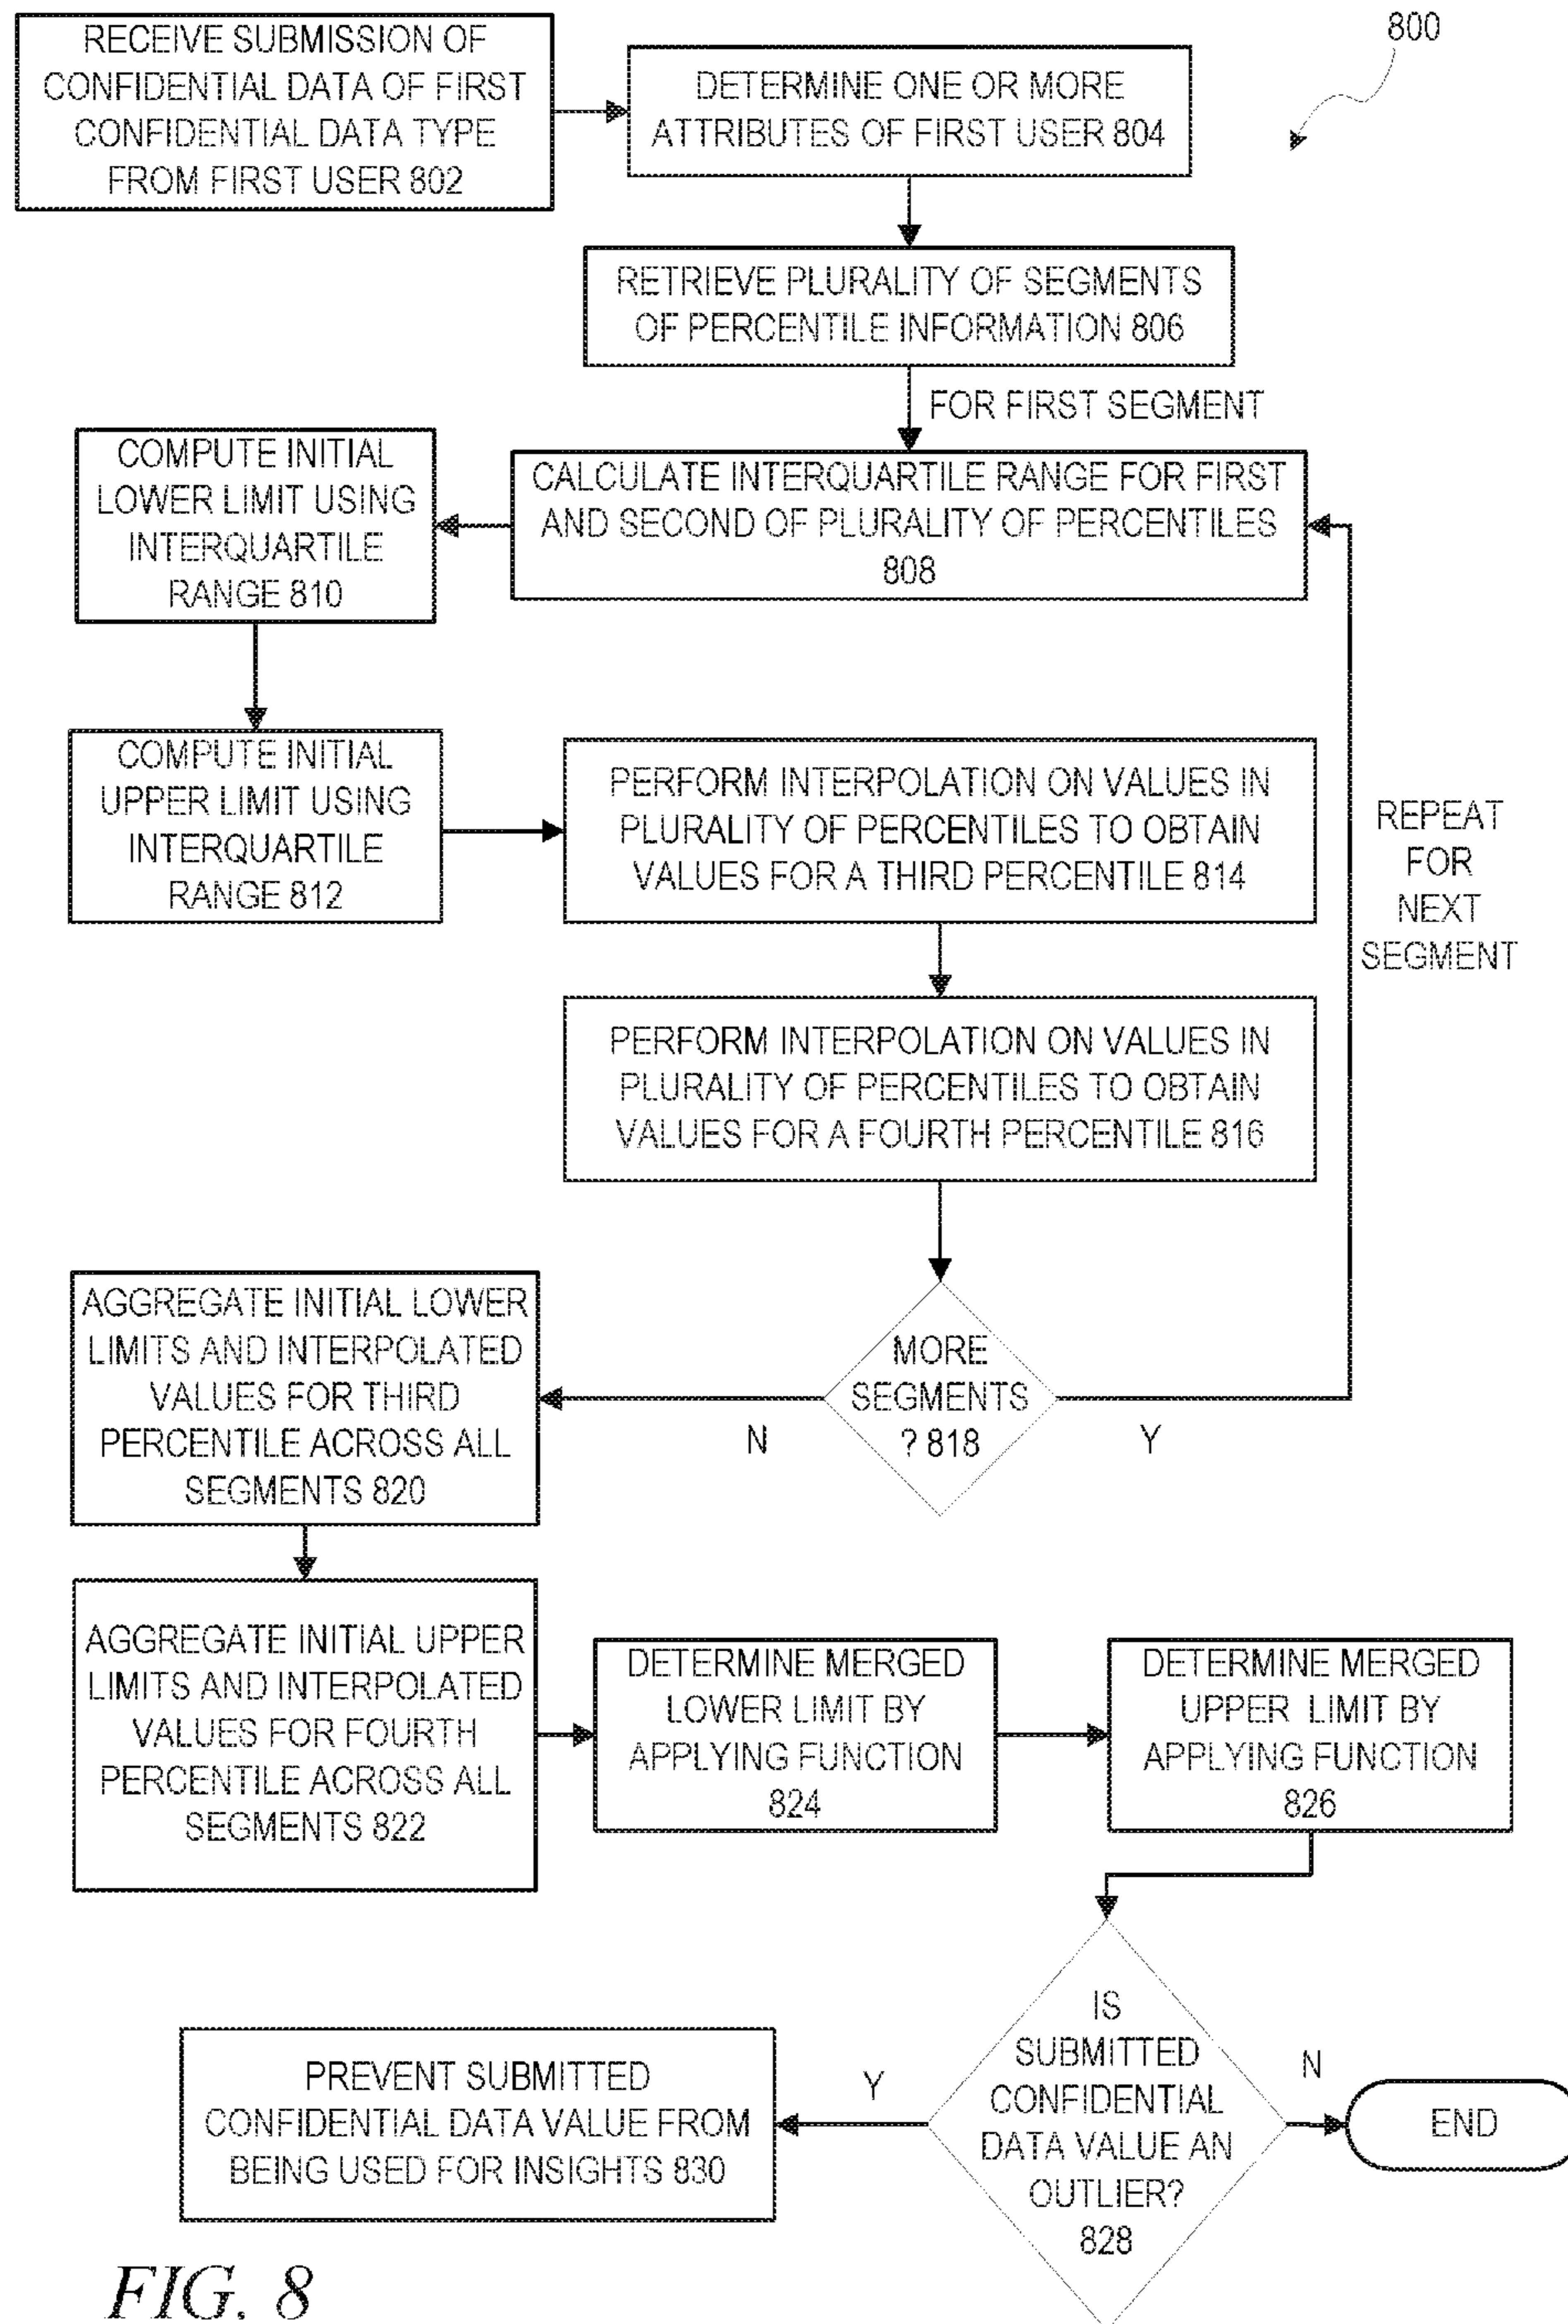 800
RECEIVE SUBMISSION OF
CONFIDENTIAL DATA OF FIRST
CONFIDENTIAL DATA TYPE
FROM FIRST USER 802
DETERMINE ONE OR MORE
ATTRIBUTES OF FIRST USER 804
RETRIEVE PLURALITY OF SEGMENTS
OF PERCENTILE INFORMATION 806
FOR FIRST SEGMENT
CALCULATE INTERQUARTILE RANGE FOR FIRST
AND SECOND OF PLURALITY OF PERCENTILES
808
COMPUTE INITIAL
LOWER LIMIT USING
INTERQUARTILE
RANGE 810
COMPUTE INITIAL
UPPER LIMIT USING
INTERQUARTILE
RANGE 812
PERFORM INTERPOLATION ON VALUES IN
PLURALITY OF PERCENTILES TO OBTAIN
VALUES FOR A THIRD PERCENTILE 814
REPEAT
FOR
NEXT
SEGMENT
PERFORM INTERPOLATION ON VALUES IN
PLURALITY OF PERCENTILES TO OBTAIN
VALUES FOR A FOURTH PERCENTILE 816
MORE
SEGMENTS
? 818
N
Y
AGGREGATE INITIAL LOWER
LIMITS AND INTERPOLATED
VALUES FOR THIRD
PERCENTILE ACROSS ALL
SEGMENTS 820
AGGREGATE INITIAL UPPER
LIMITS AND INTERPOLATED
VALUES FOR FOURTH
PERCENTILE ACROSS ALL
SEGMENTS 822
DETERMINE MERGED
LOWER LIMIT BY
APPLYING FUNCTION
824
DETERMINE MERGED
UPPER LIMIT BY
APPLYING FUNCTION
826
IS
SUBMITTED
CONFIDENTIAL
DATA VALUE AN
OUTLIER?
828
Y
N
PREVENT SUBMITTED
CONFIDENTIAL DATA VALUE FROM
BEING USED FOR INSIGHTS 830
END
FIG. 8